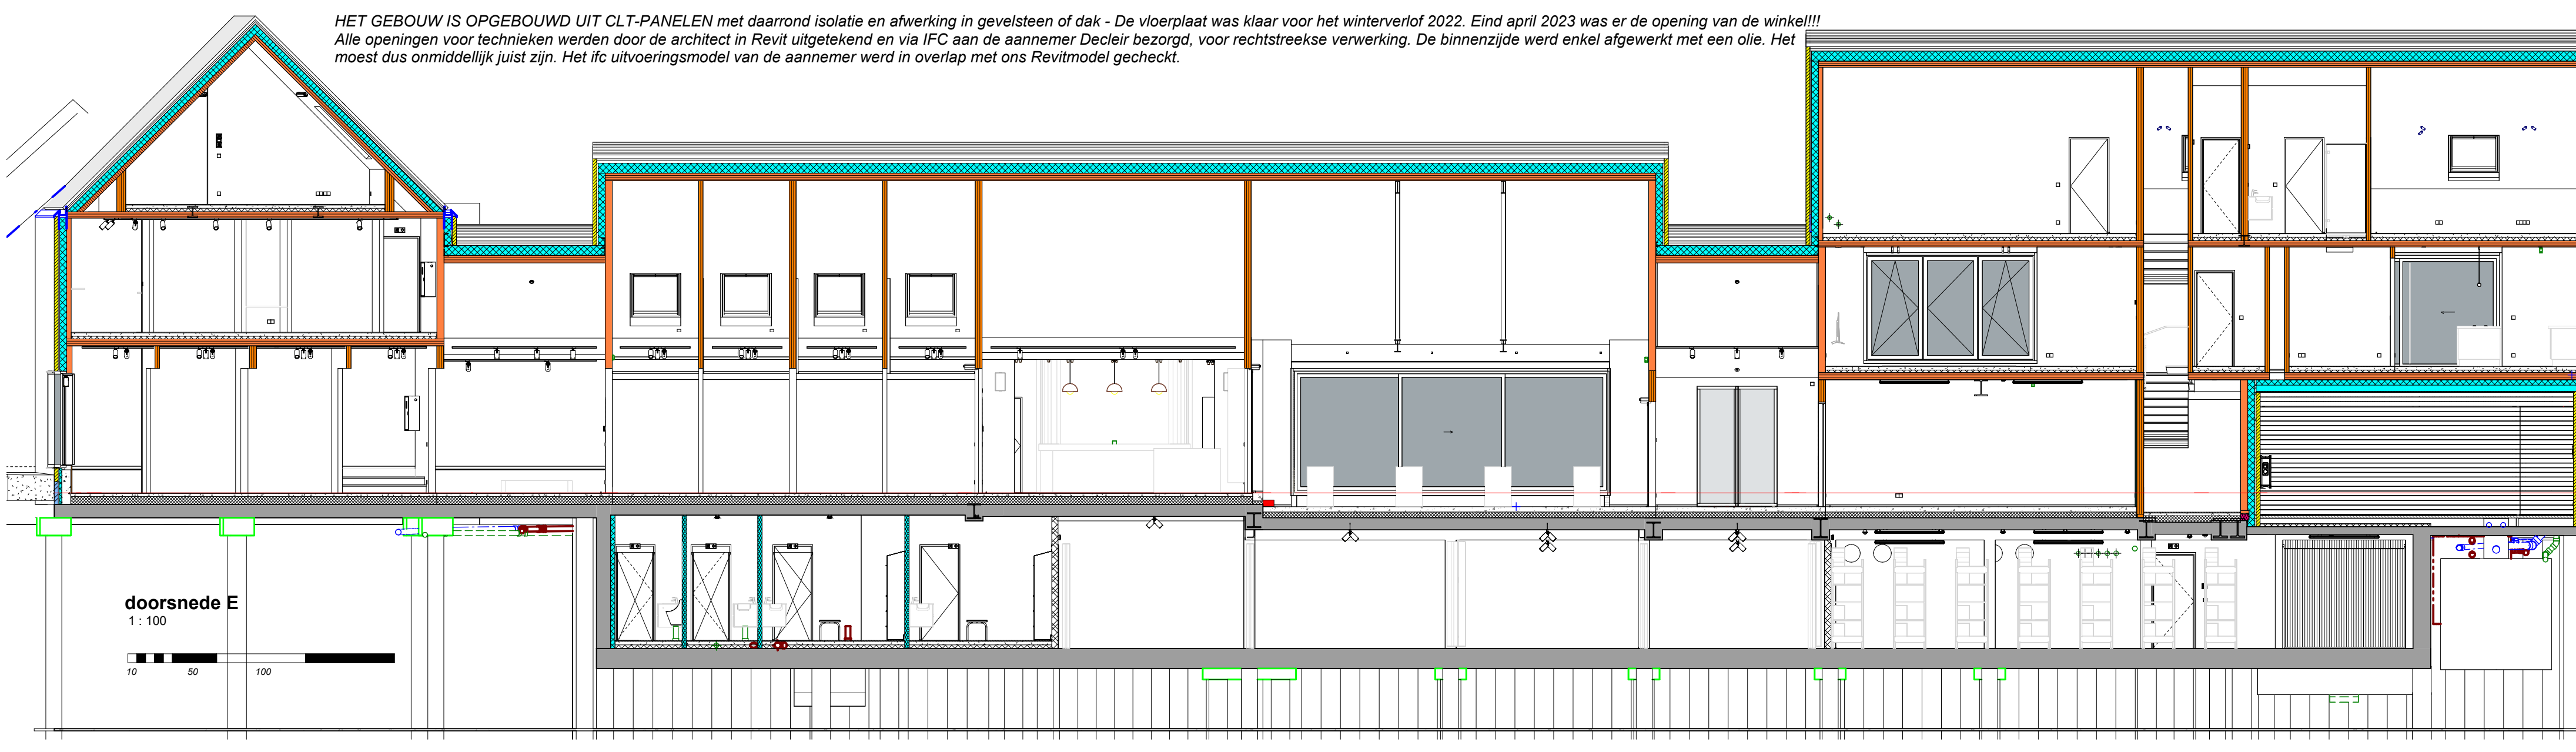 HET GEBOUW IS OPGEBOUWD UIT CLT-PANELEN met daarrond isolatie en afwerking in gevelsteen of dak - De vloerplaat was klaar voor het winterverlof 2022. Eind april 2023 was er de opening van de winkel!!!
Alle openingen voor technieken werden door de architect in Revit uitgetekend en via IFC aan de aannemer Decleir bezorgd, voor rechtstreekse verwerking. De binnenzijde werd enkel afgewerkt met een olie. Het
moest dus onmiddellijk juist zijn. Het ifc uitvoeringsmodel van de aannemer werd in overlap met ons Revitmodel gecheckt.
doorsnede E
1 : 100
10 50 100